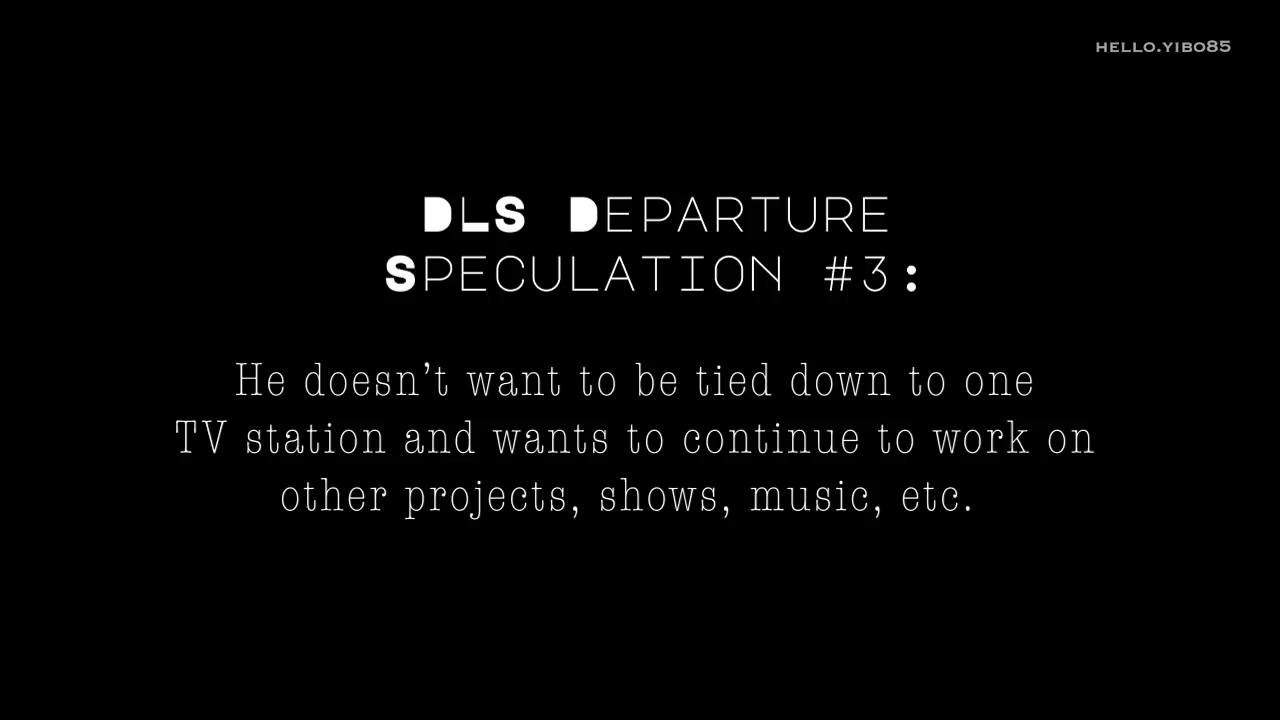 HELLO.YIBO85
DLS DEPARTURE
SPECULATION #3:
He doesn't want to be tied down to one
TV station and wants to continue to work on
other projects, shows, music, etc.